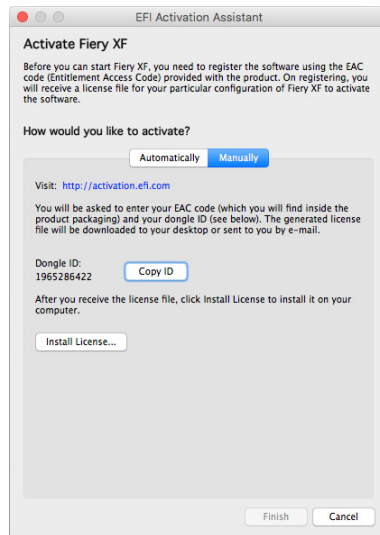 EFI Activation Assistant
Activate Fiery XF
Before you can start Fiery XF, you need to register the software using the EAC
code (Entitlement Access Code) provided with the product. On registering, you
will receive a license file for your particular configuration of Fiery XF to activate
the software.
How would you like to activate?
Automatically Manually
Visit: http://activation.efi.com
You will be asked to enter your EAC code (which you will find inside the
product packaging) and your dongle ID (see below). The generated license
file will be downloaded to your desktop or sent to you by e-mail.
Dongle ID:
1965286422 Copy ID
After you receive the license file, click Install License to install it on your
computer.
Install License...
Finish Cancel